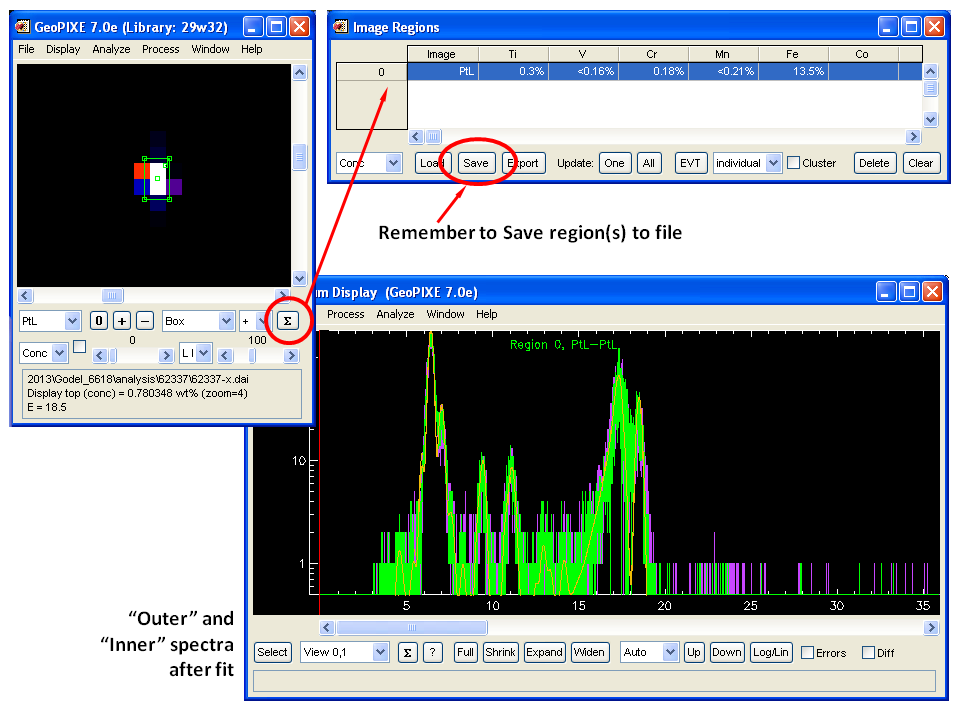 GeoPIXE 7.0e (Library: 29w32)
File Display Analyze Process Window Help
PtL 0 + − Box + Σ
0 100
Conc L I
2013\Godel_6618\analysis\62337\62337-x.dai
Display top (conc) = 0.780348 wt% (zoom=4)
E = 18.5
Image Regions
Image Ti V Cr Mn Fe Co
0 PtL 0.3% <0.16% 0.18% <0.21% 13.5%
Conc Load Save Export Update: One All EVT individual Cluster Delete Clear
Remember to Save region(s) to file
um Display (GeoPIXE 7.0e)
Process Analyze Window Help
Region 0, PtL-PtL
10
1
5 10 15 20 25 30 35
Select View 0,1 Σ ? Full Shrink Expand Widen Auto Up Down Log/Lin Errors Diff
“Outer” and
“Inner” spectra
after fit